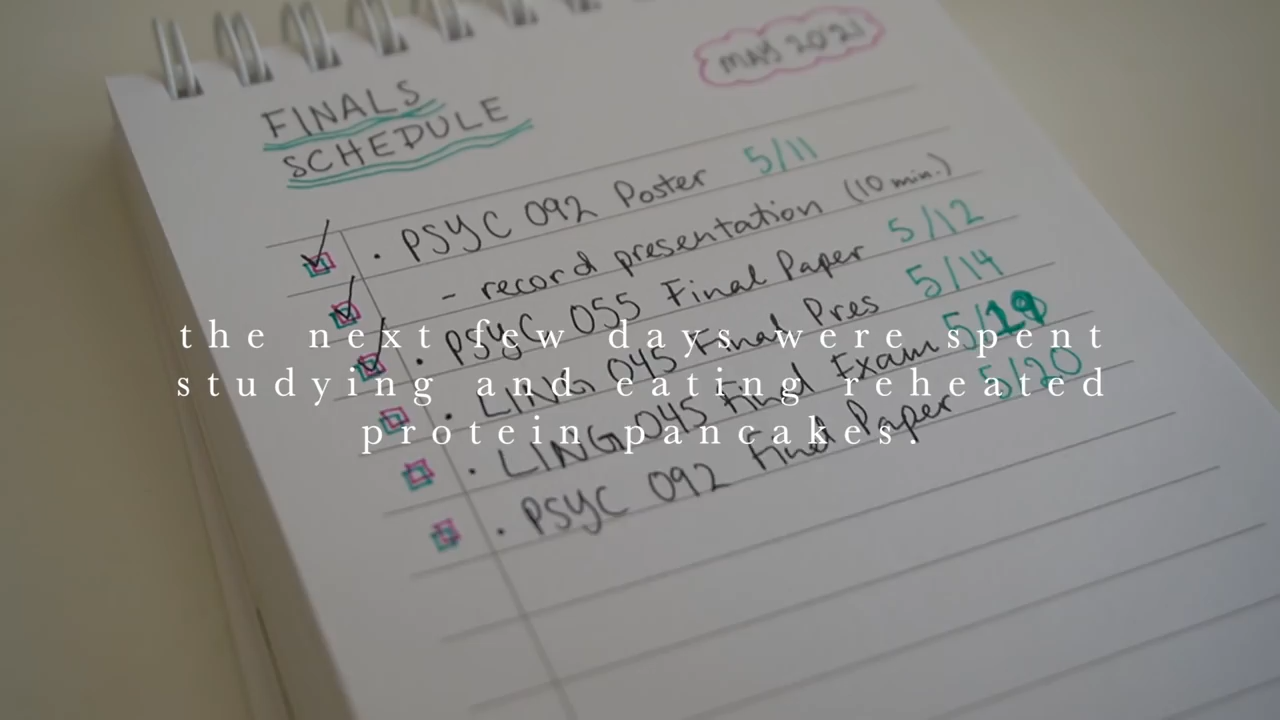 MAY 2021
FINALS
SCHEDULE
• PSYC 092 Poster 5/11
- record presentation (10 min.)
• PSYC 055 Final Paper 5/12
• LING 045 Final Pres 5/14
• LING 045 Final Exam 5/19
• PSYC 092 Final Paper 5/20
the next few days were spent
studying and eating reheated
protein pancakes.